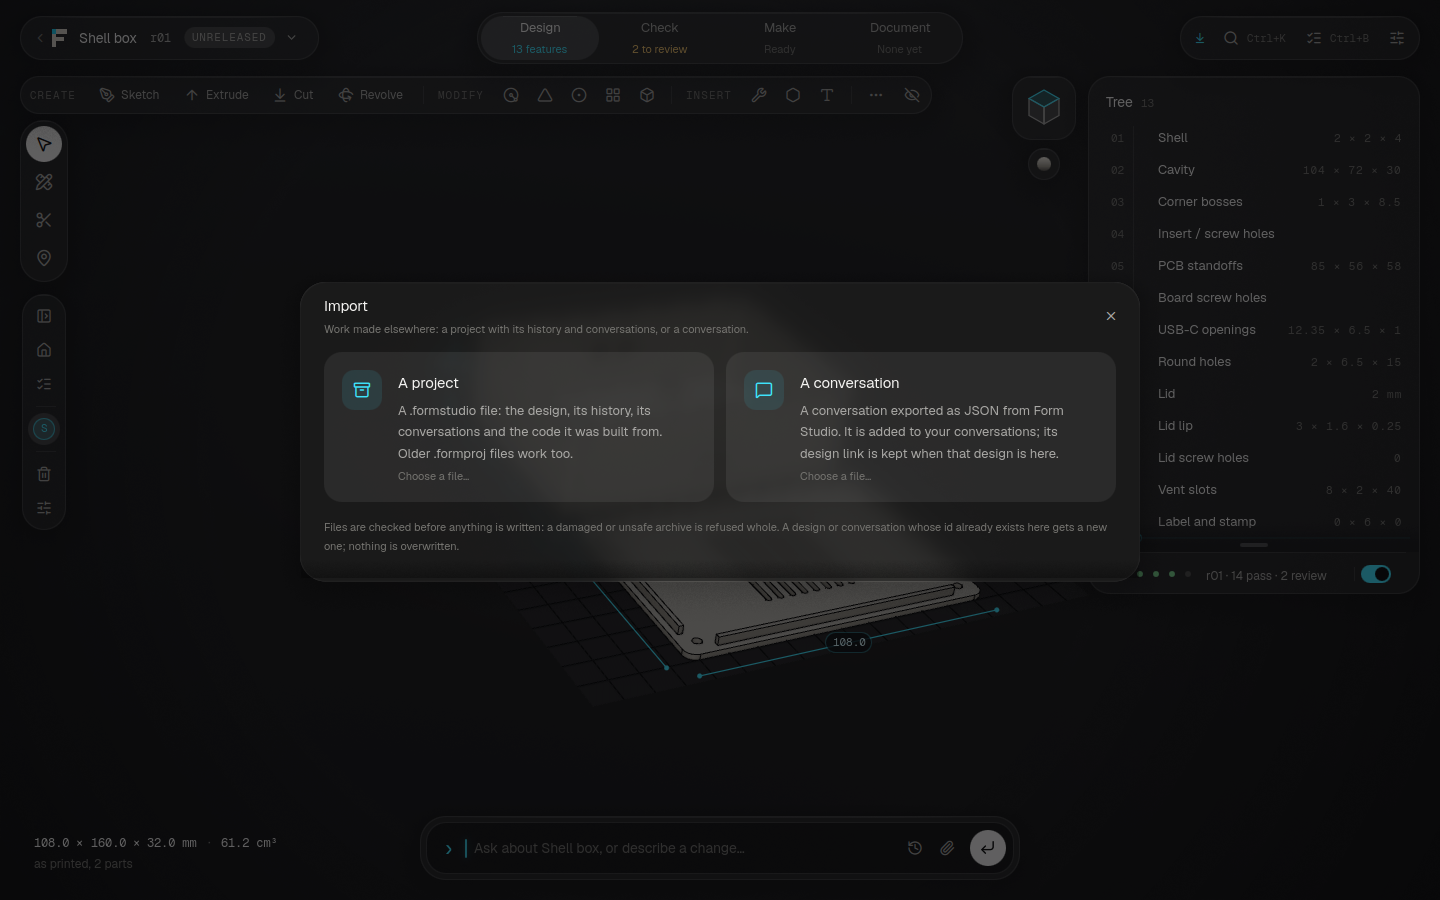 Shell box r01 UNRELEASED
Design
13 features
Check
2 to review
Make
Ready
Document
None yet
Ctrl+K
Ctrl+B
CREATE Sketch Extrude Cut Revolve MODIFY INSERT
Tree 13
01 Shell 2 × 2 × 4
02 Cavity 104 × 72 × 30
03 Corner bosses 1 × 3 × 8.5
04 Insert / screw holes
05 PCB standoffs 85 × 56 × 58
Board screw holes
USB-C openings 12.35 × 6.5 × 1
Round holes 2 × 6.5 × 15
Lid 2 mm
Lid lip 3 × 1.6 × 0.25
Lid screw holes 0
Vent slots 8 × 2 × 40
Label and stamp 0 × 6 × 0
r01 · 14 pass · 2 review
S
Import
Work made elsewhere: a project with its history and conversations, or a conversation.
A project
A .formstudio file: the design, its history, its
conversations and the code it was built from.
Older .formproj files work too.
Choose a file…
A conversation
A conversation exported as JSON from Form
Studio. It is added to your conversations; its
design link is kept when that design is here.
Choose a file…
Files are checked before anything is written: a damaged or unsafe archive is refused whole. A design or conversation whose id already exists here gets a new
one; nothing is overwritten.
108.0
108.0 × 160.0 × 32.0 mm · 61.2 cm³
as printed, 2 parts
Ask about Shell box, or describe a change…